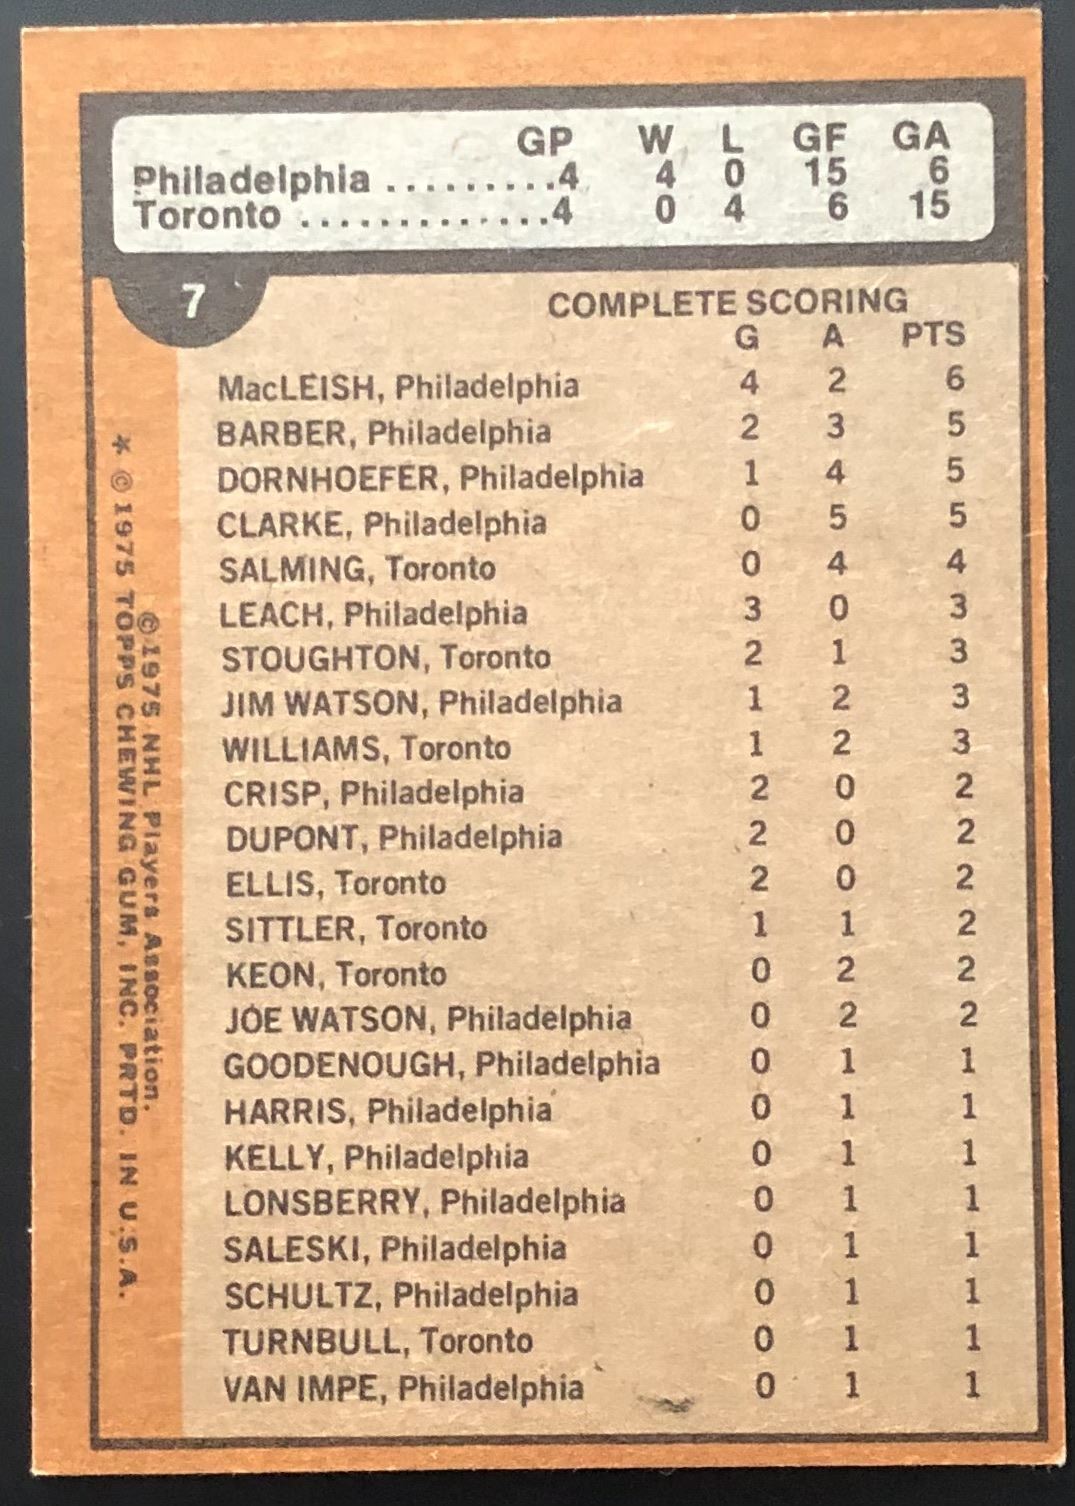 GP W L GF GA
Philadelphia .........4 4 0 15 6
Toronto .............4 0 4 6 15
7
COMPLETE SCORING
G A PTS
MacLEISH, Philadelphia 4 2 6
BARBER, Philadelphia 2 3 5
DORNHOEFER, Philadelphia 1 4 5
CLARKE, Philadelphia 0 5 5
SALMING, Toronto 0 4 4
LEACH, Philadelphia 3 0 3
STOUGHTON, Toronto 2 1 3
JIM WATSON, Philadelphia 1 2 3
WILLIAMS, Toronto 1 2 3
CRISP, Philadelphia 2 0 2
DUPONT, Philadelphia 2 0 2
ELLIS, Toronto 2 0 2
SITTLER, Toronto 1 1 2
KEON, Toronto 0 2 2
JOE WATSON, Philadelphia 0 2 2
GOODENOUGH, Philadelphia 0 1 1
HARRIS, Philadelphia 0 1 1
KELLY, Philadelphia 0 1 1
LONSBERRY, Philadelphia 0 1 1
SALESKI, Philadelphia 0 1 1
SCHULTZ, Philadelphia 0 1 1
TURNBULL, Toronto 0 1 1
VAN IMPE, Philadelphia 0 1 1
©1975 NHL Players Association.
* ©1975 TOPPS CHEWING GUM, INC. PRTD. IN U.S.A.